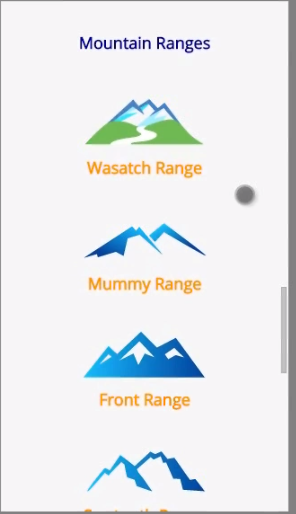 Mountain Ranges
Wasatch Range
Mummy Range
Front Range